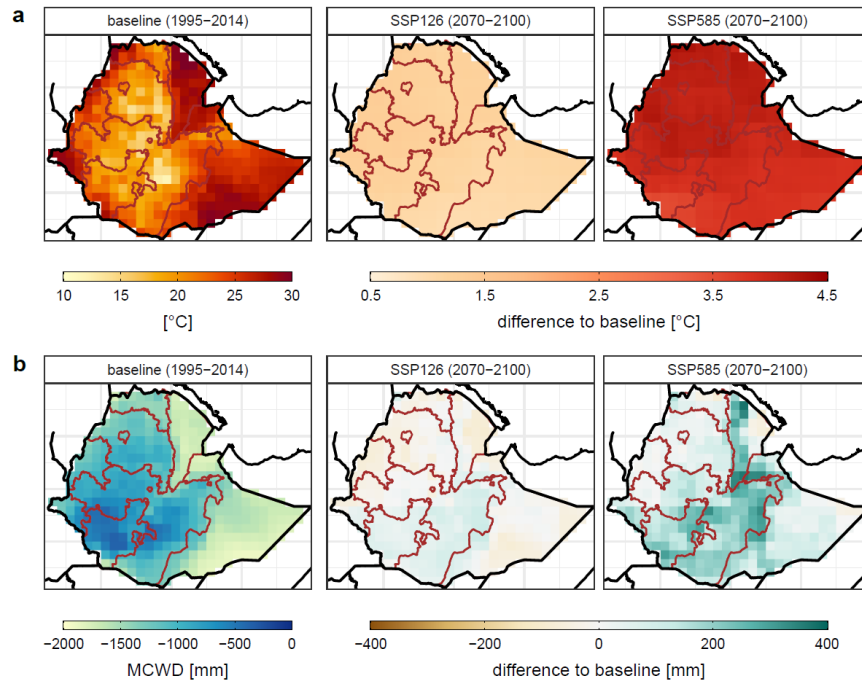 a
baseline (1995−2014) SSP126 (2070−2100) SSP585 (2070−2100)
10 15 20 25 30 0.5 1.5 2.5 3.5 4.5
[°C] difference to baseline [°C]
b
baseline (1995−2014) SSP126 (2070−2100) SSP585 (2070−2100)
−2000 −1500 −1000 −500 0 −400 −200 0 200 400
MCWD [mm] difference to baseline [mm]